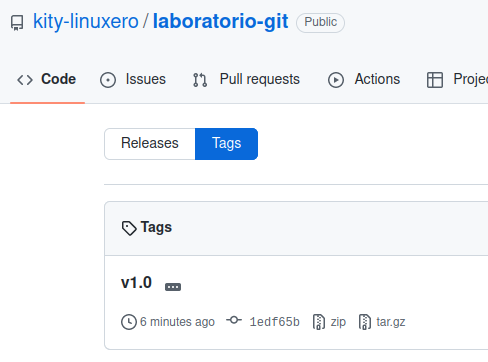 kity-linuxero / laboratorio-git Public
Code Issues Pull requests Actions Projec
Releases Tags
Tags
v1.0 ...
6 minutes ago 1edf65b zip tar.gz